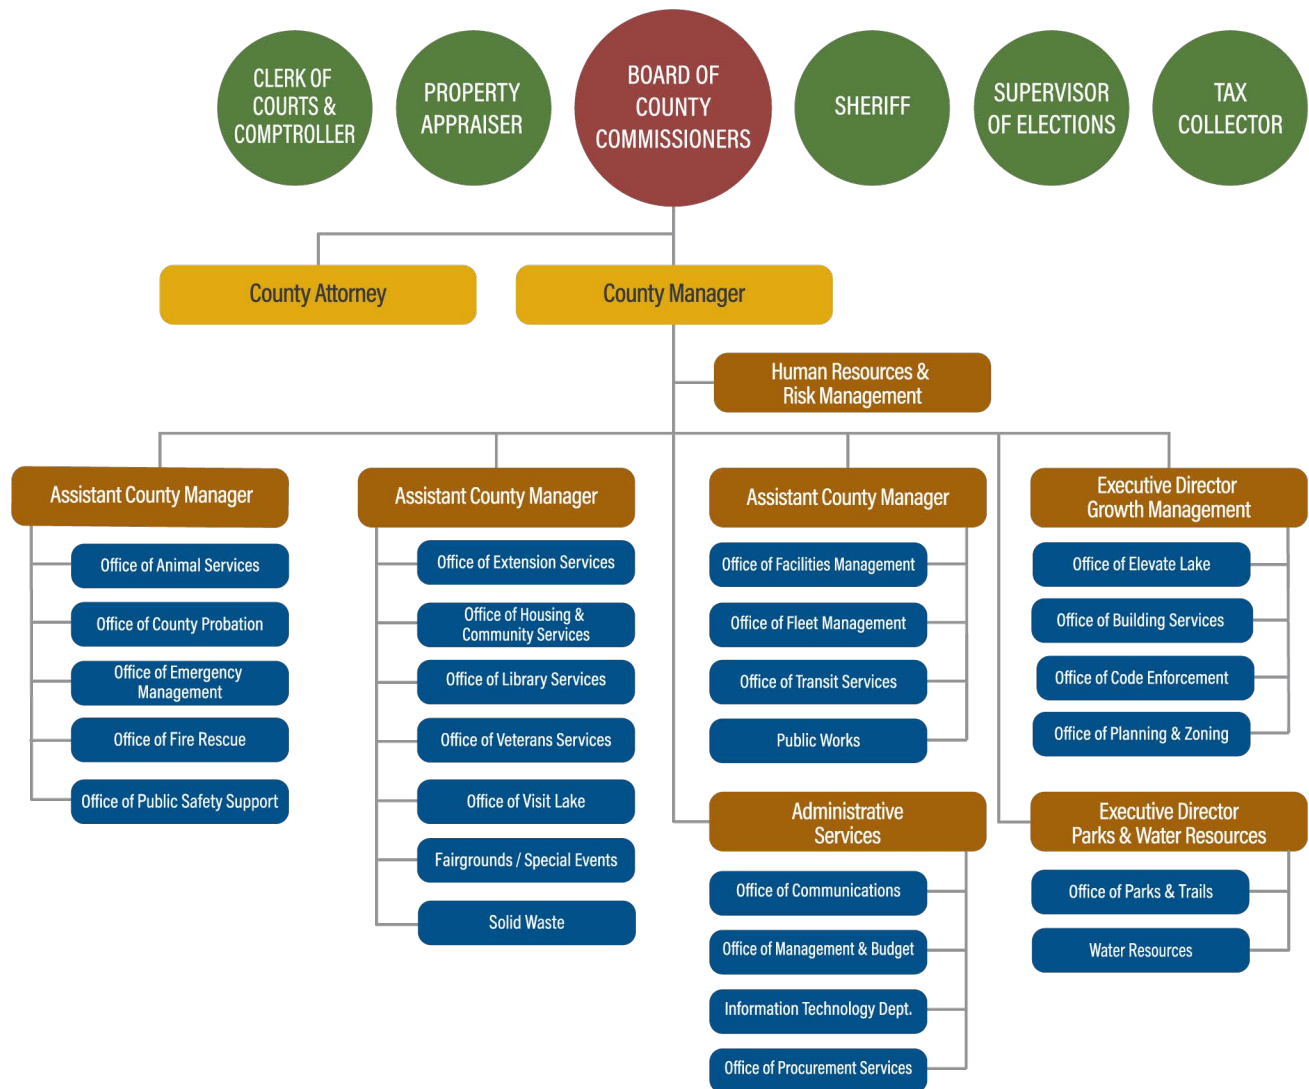 CLERK OF
COURTS &
COMPTROLLER
PROPERTY
APPRAISER
BOARD OF
COUNTY
COMMISSIONERS
SHERIFF
SUPERVISOR
OF ELECTIONS
TAX
COLLECTOR
County Attorney
County Manager
Human Resources &
Risk Management
Assistant County Manager
Office of Animal Services
Office of County Probation
Office of Emergency
Management
Office of Fire Rescue
Office of Public Safety Support
Assistant County Manager
Office of Extension Services
Office of Housing &
Community Services
Office of Library Services
Office of Veterans Services
Office of Visit Lake
Fairgrounds / Special Events
Solid Waste
Assistant County Manager
Office of Facilities Management
Office of Fleet Management
Office of Transit Services
Public Works
Administrative
Services
Office of Communications
Office of Management & Budget
Information Technology Dept.
Office of Procurement Services
Executive Director
Growth Management
Office of Elevate Lake
Office of Building Services
Office of Code Enforcement
Office of Planning & Zoning
Executive Director
Parks & Water Resources
Office of Parks & Trails
Water Resources